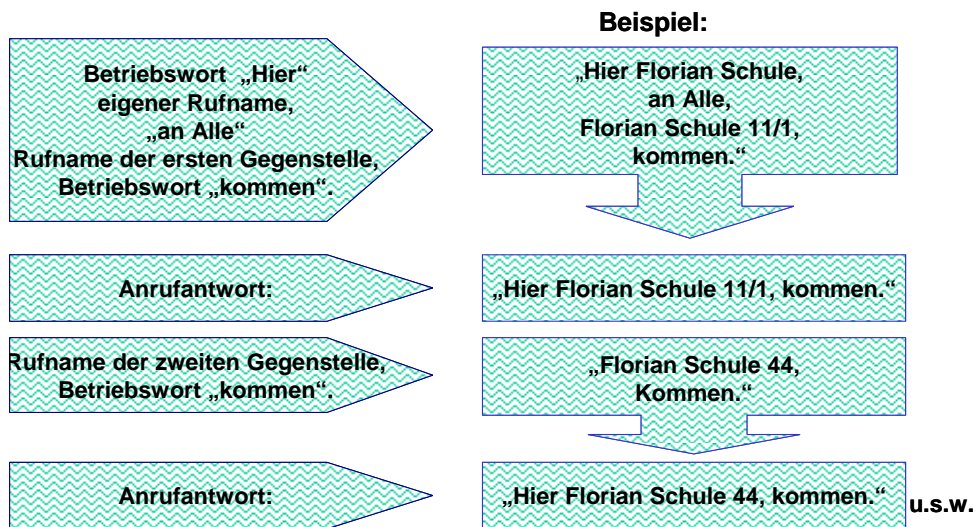 Beispiel:
Betriebswort „Hier“
eigener Rufname,
„an Alle“
Rufname der ersten Gegenstelle,
Betriebswort „kommen“.
„Hier Florian Schule,
an Alle,
Florian Schule 11/1,
kommen.“
Anrufantwort:
„Hier Florian Schule 11/1, kommen.“
Rufname der zweiten Gegenstelle,
Betriebswort „kommen“.
„Florian Schule 44,
Kommen.“
Anrufantwort:
„Hier Florian Schule 44, kommen.“
u.s.w.